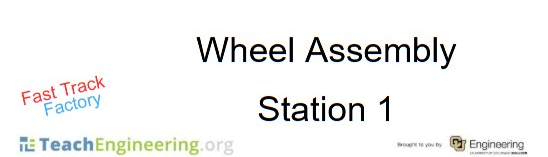 Wheel Assembly
Station 1
Fast Track
Factory
TeachEngineering.org
Brought to you by
Engineering